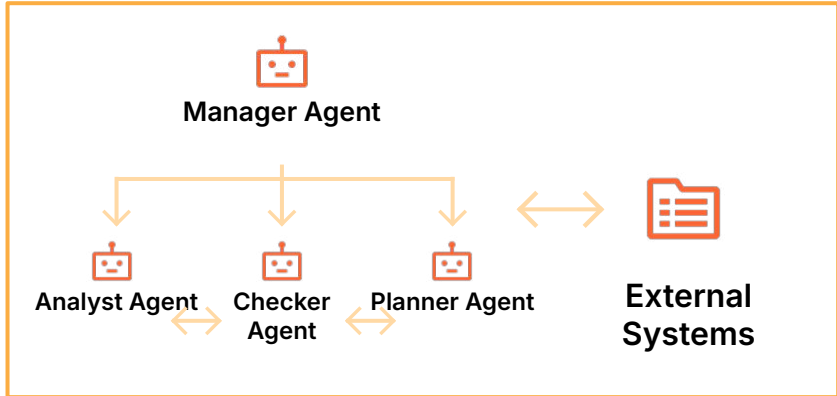 Manager Agent
Analyst Agent
Checker
Agent
Planner Agent
External
Systems